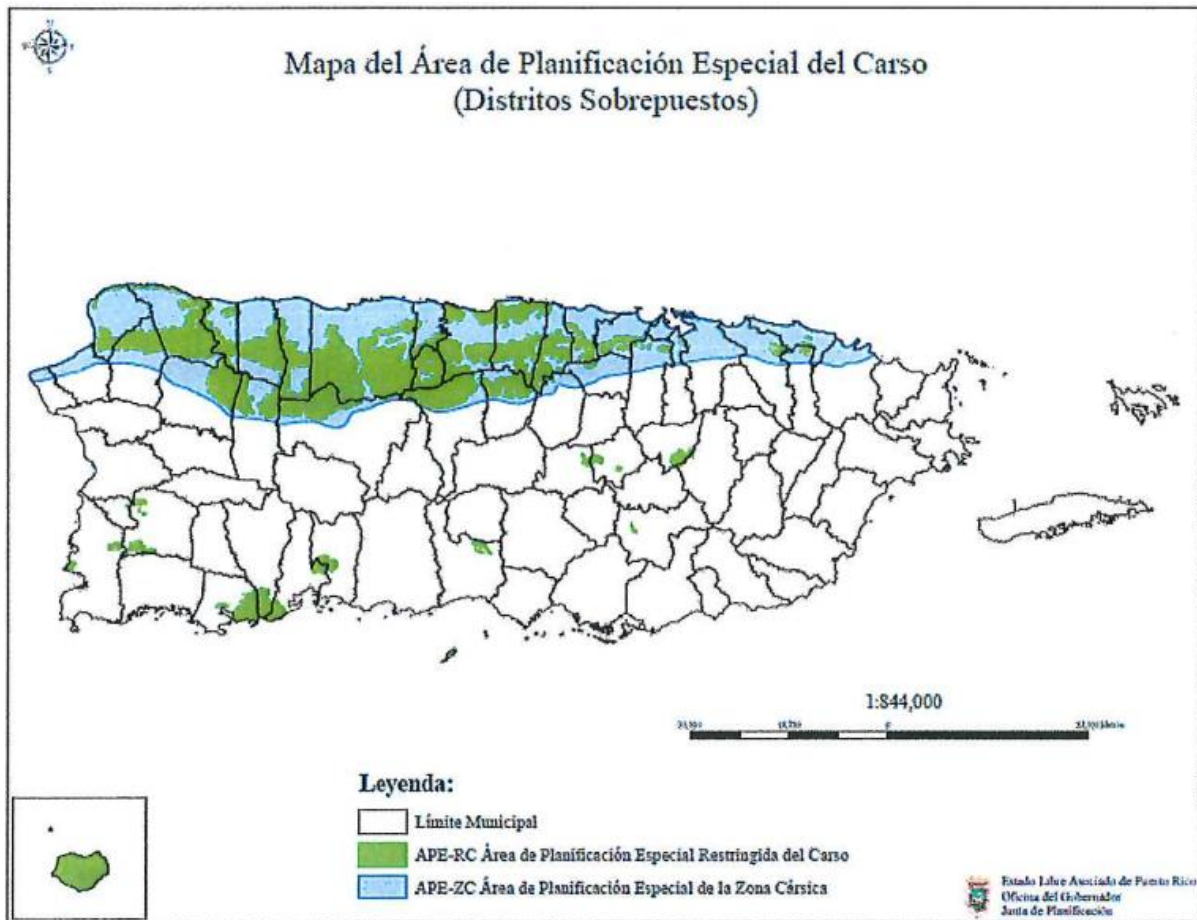 Mapa del Área de Planificación Especial del Carso
(Distritos Sobrepuestos)
1:844,000
0
Leyenda:
Límite Municipal
APE-RC Área de Planificación Especial Restringida del Carso
APE-ZC Área de Planificación Especial de la Zona Cársica
Estado Libre Asociado de Puerto Rico
Oficina del Gobernador
Junta de Planificación